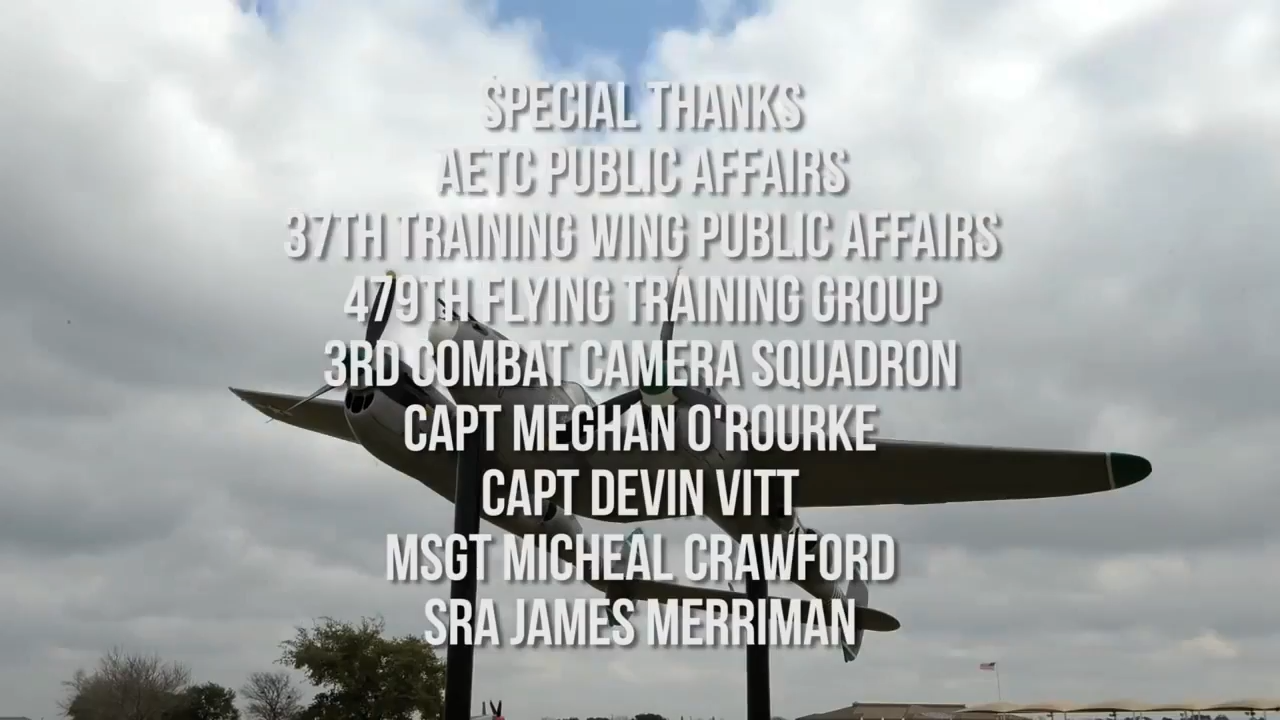 SPECIAL THANKS
AETC PUBLIC AFFAIRS
37TH TRAINING WING PUBLIC AFFAIRS
479TH FLYING TRAINING GROUP
3RD COMBAT CAMERA SQUADRON
CAPT MEGHAN O'ROURKE
CAPT DEVIN VITT
MSGT MICHEAL CRAWFORD
SRA JAMES MERRIMAN